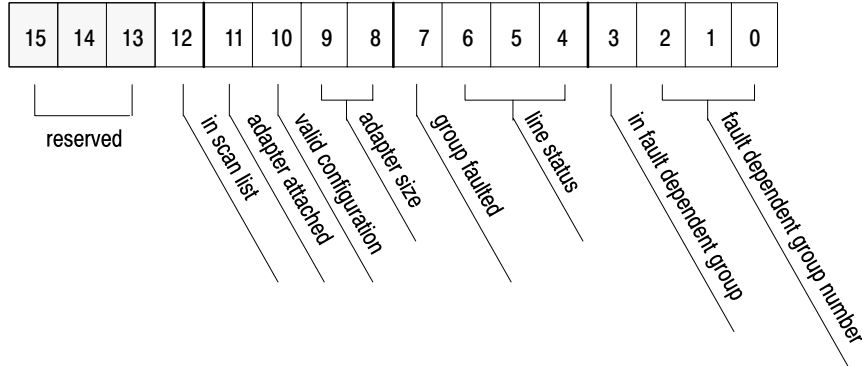 15 14 13 12 11 10 9 8 7 6 5 4 3 2 1 0
reserved
in scan list
adapter attached
valid configuration
adapter size
group faulted
line status
in fault dependent group
fault dependent group number